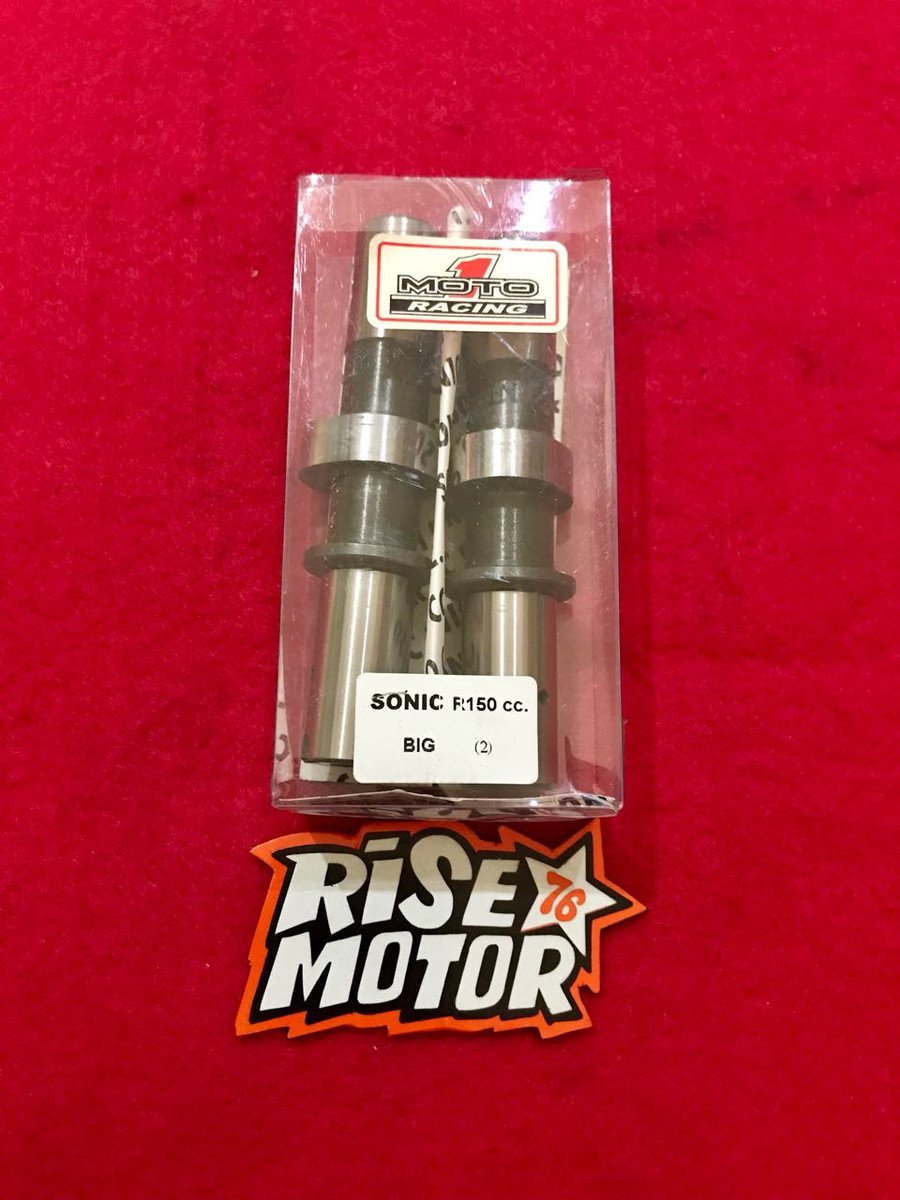 MOTO 1
RACING
SONIC R150 cc.
BIG (2)
RiSE 76
MOTOR